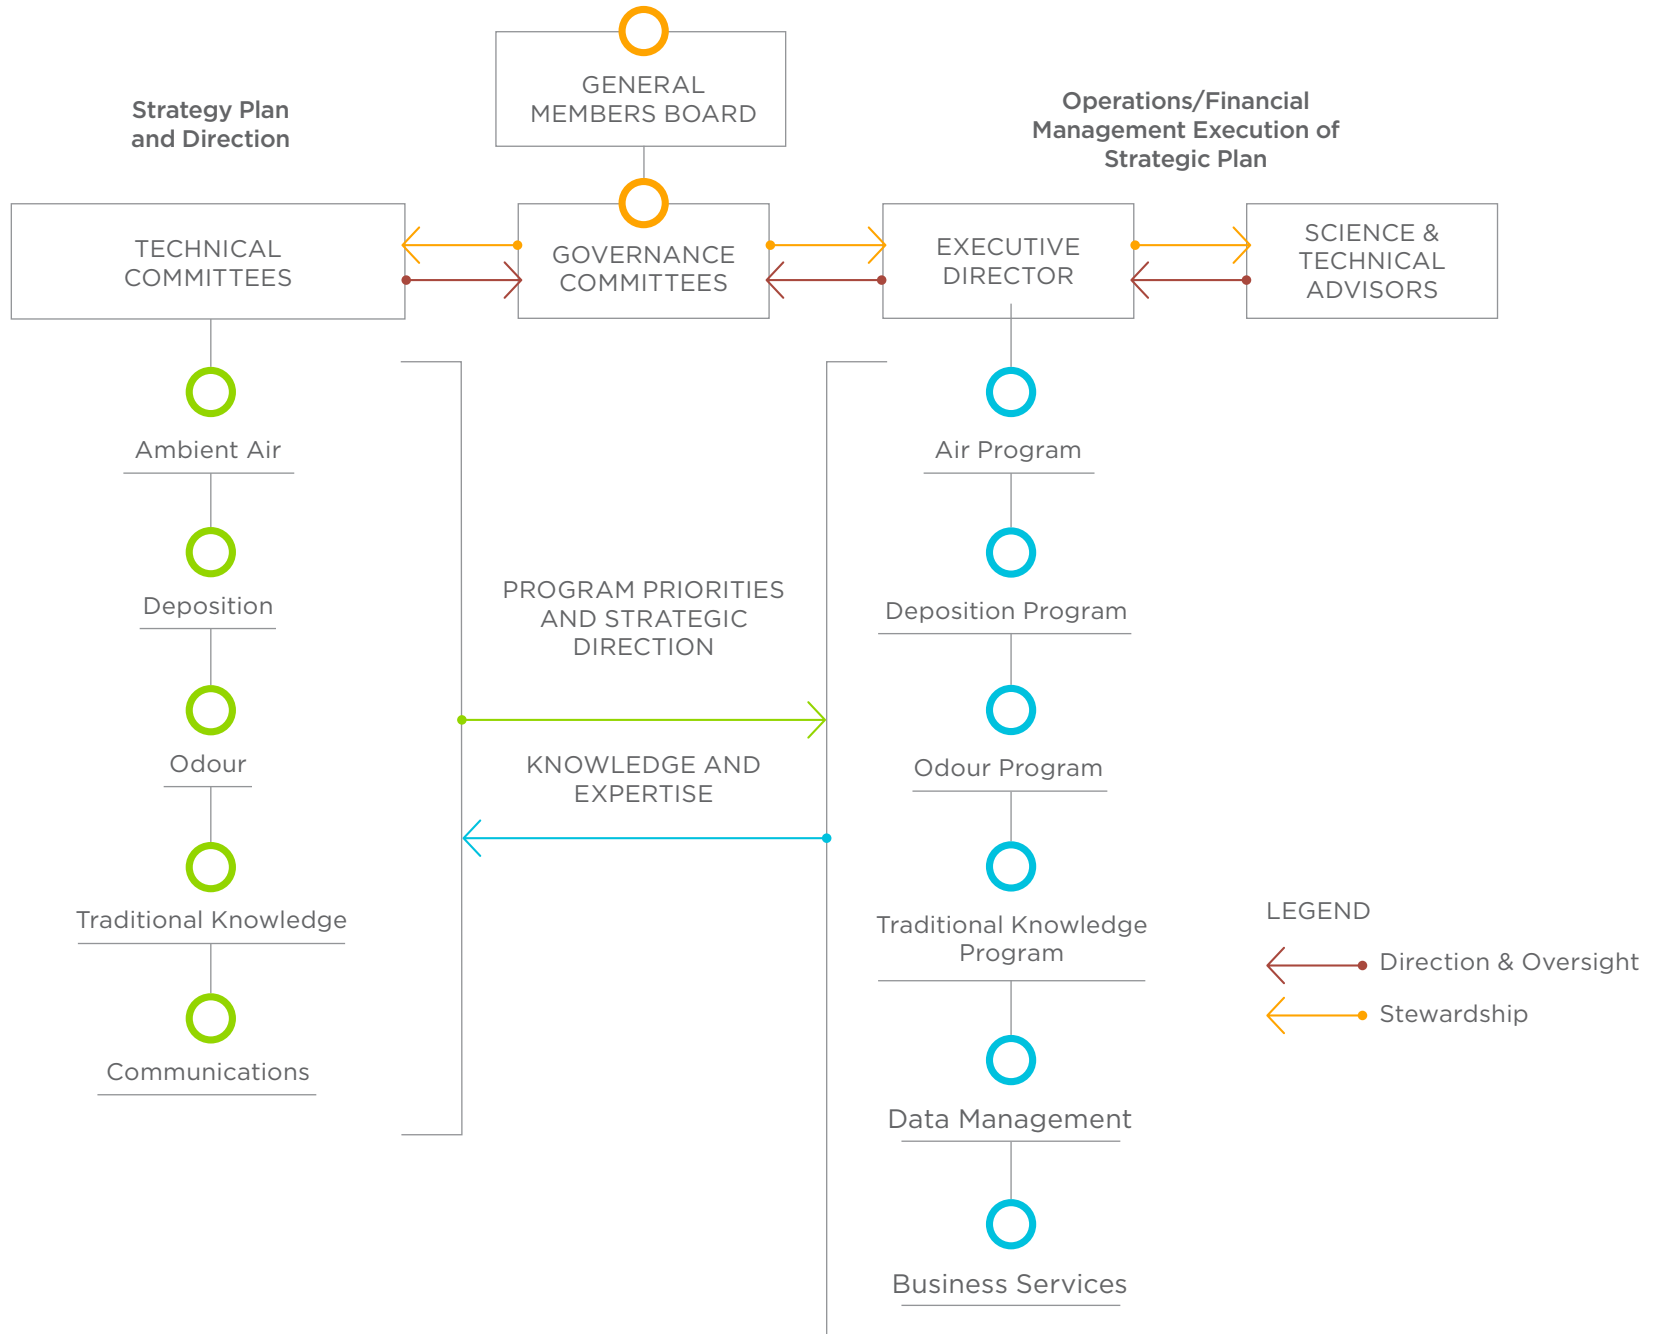 GENERAL
MEMBERS BOARD
Strategy Plan
and Direction
Operations/Financial
Management Execution of
Strategic Plan
TECHNICAL
COMMITTEES
GOVERNANCE
COMMITTEES
EXECUTIVE
DIRECTOR
SCIENCE &
TECHNICAL
ADVISORS
Ambient Air
Deposition
Odour
Traditional Knowledge
Communications
PROGRAM PRIORITIES
AND STRATEGIC
DIRECTION
KNOWLEDGE AND
EXPERTISE
Air Program
Deposition Program
Odour Program
Traditional Knowledge
Program
Data Management
Business Services
LEGEND
Direction & Oversight
Stewardship